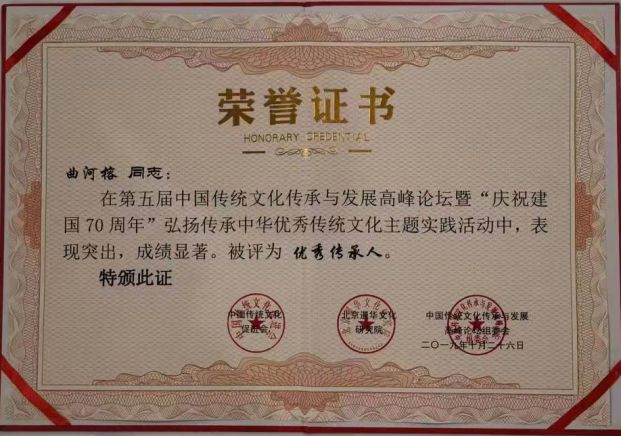 荣誉证书
HONORARY CREDENTIAL
曲河榕 同志：
在第五届中国传统文化传承与发展高峰论坛暨“庆祝建
国70周年”弘扬传承中华优秀传统文化主题实践活动中，表
现突出，成绩显著。被评为 优秀传承人。
特颁此证
中国传统文化
促进会
北京道华文化
研究院
中国传统文化传承与发展
高峰论坛组委会
二〇一九年十月二十六日